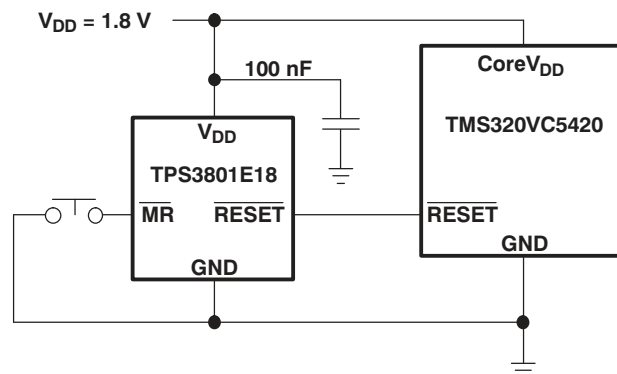 VDD = 1.8 V
100 nF
CoreVDD
VDD
TMS320VC5420
TPS3801E18
MR
RESET
RESET
GND
GND